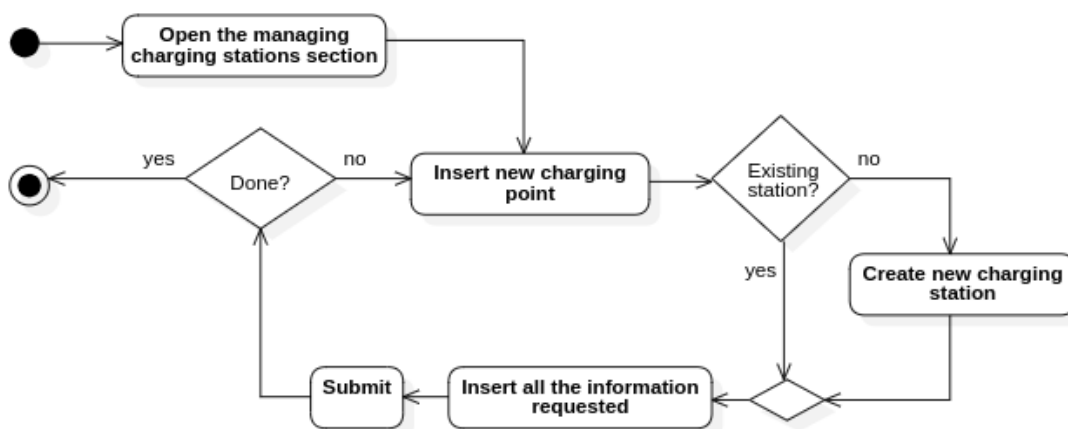 Open the managing
charging stations section
yes
Done?
no
Insert new charging
point
Existing
station?
no
yes
Create new charging
station
Submit
Insert all the information
requested